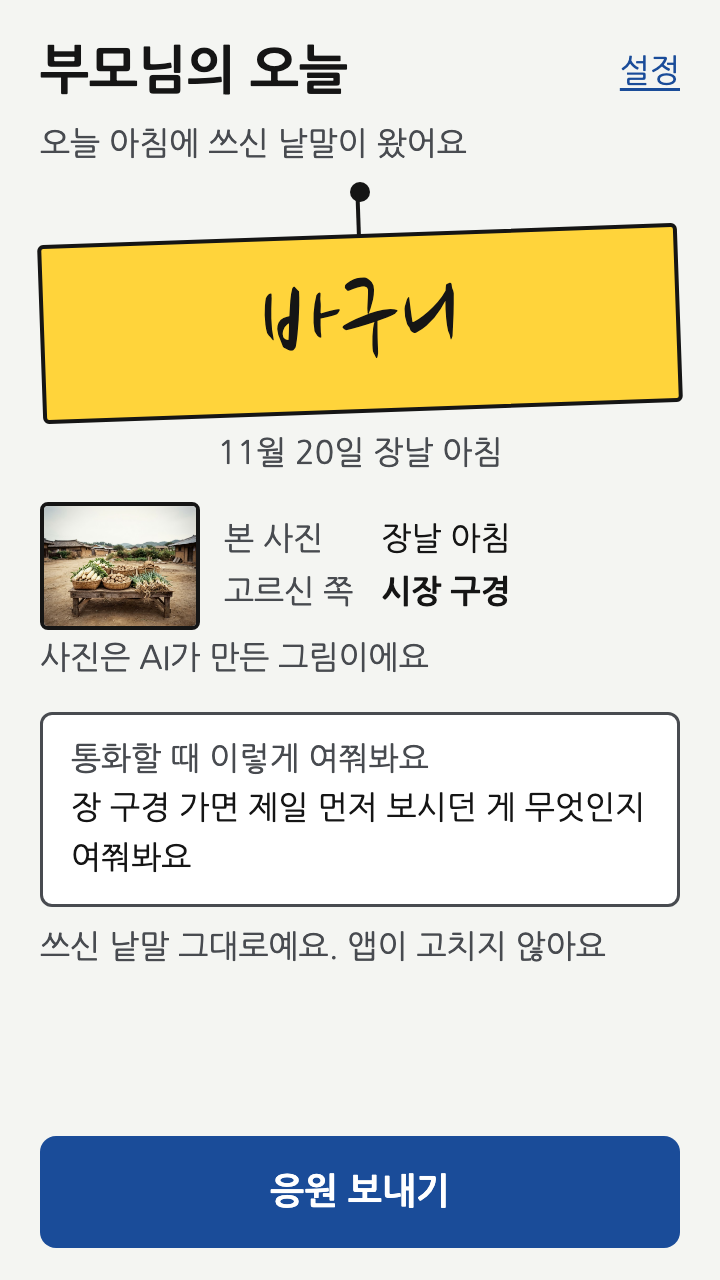 부모님의 오늘
설정
오늘 아침에 쓰신 낱말이 왔어요
바구니
11월 20일 장날 아침
본 사진 장날 아침
고르신 쪽 시장 구경
사진은 AI가 만든 그림이에요
통화할 때 이렇게 여쭤봐요
장 구경 가면 제일 먼저 보시던 게 무엇인지
여쭤봐요
쓰신 낱말 그대로예요. 앱이 고치지 않아요
응원 보내기